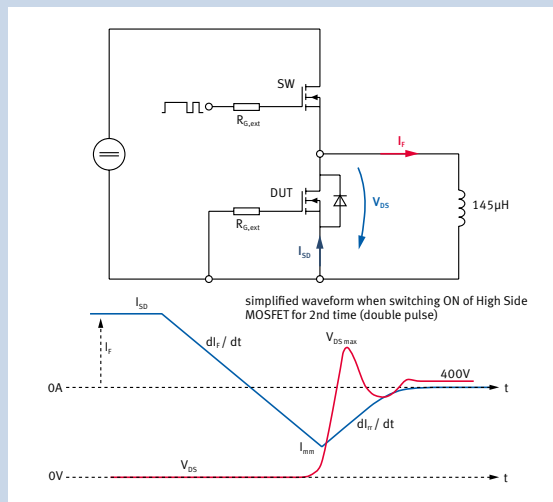 SW
R_G,ext
I_F
DUT
V_DS
145µH
R_G,ext
I_SD
I_SD
simplified waveform when switching ON of High Side
MOSFET for 2nd time (double pulse)
I_F
dI_F/ dt
V_DS max
400V
0A
t
I_mm
dI_rr/ dt
V_DS
0V
t